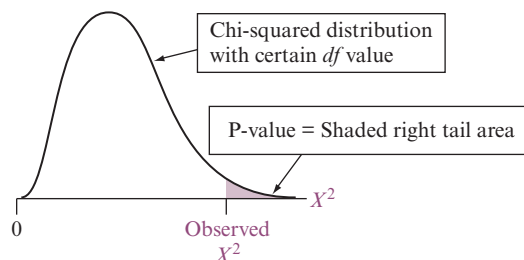 Chi-squared distribution
with certain df value
P-value = Shaded right tail area
X²
0
Observed
X²